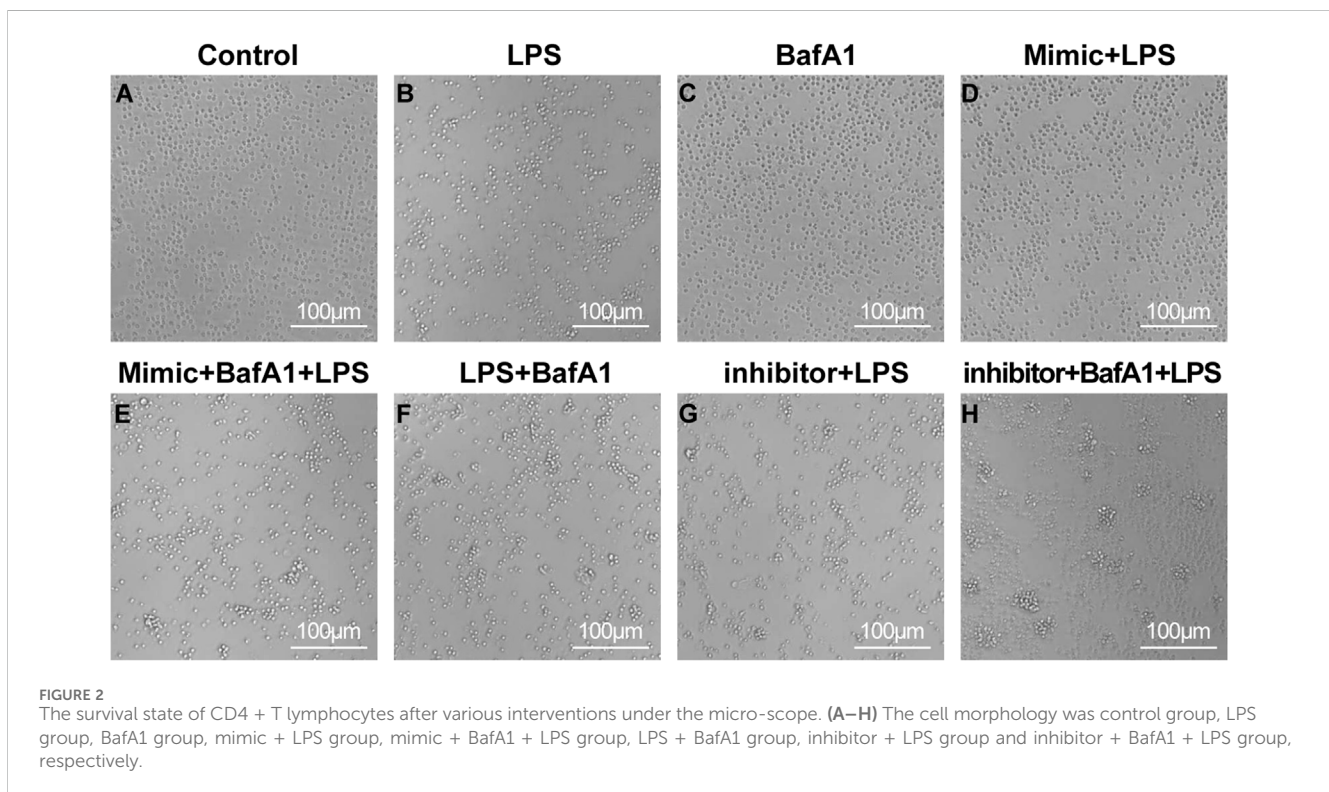 Control
LPS
BafA1
Mimic+LPS
A
B
C
D
100µm
100µm
100µm
100µm
Mimic+BafA1+LPS
LPS+BafA1
inhibitor+LPS
inhibitor+BafA1+LPS
E
F
G
H
100µm
100µm
100µm
100µm
FIGURE 2
The survival state of CD4 + T lymphocytes after various interventions under the micro-scope. (A–H) The cell morphology was control group, LPS
group, BafA1 group, mimic + LPS group, mimic + BafA1 + LPS group, LPS + BafA1 group, inhibitor + LPS group and inhibitor + BafA1 + LPS group,
respectively.